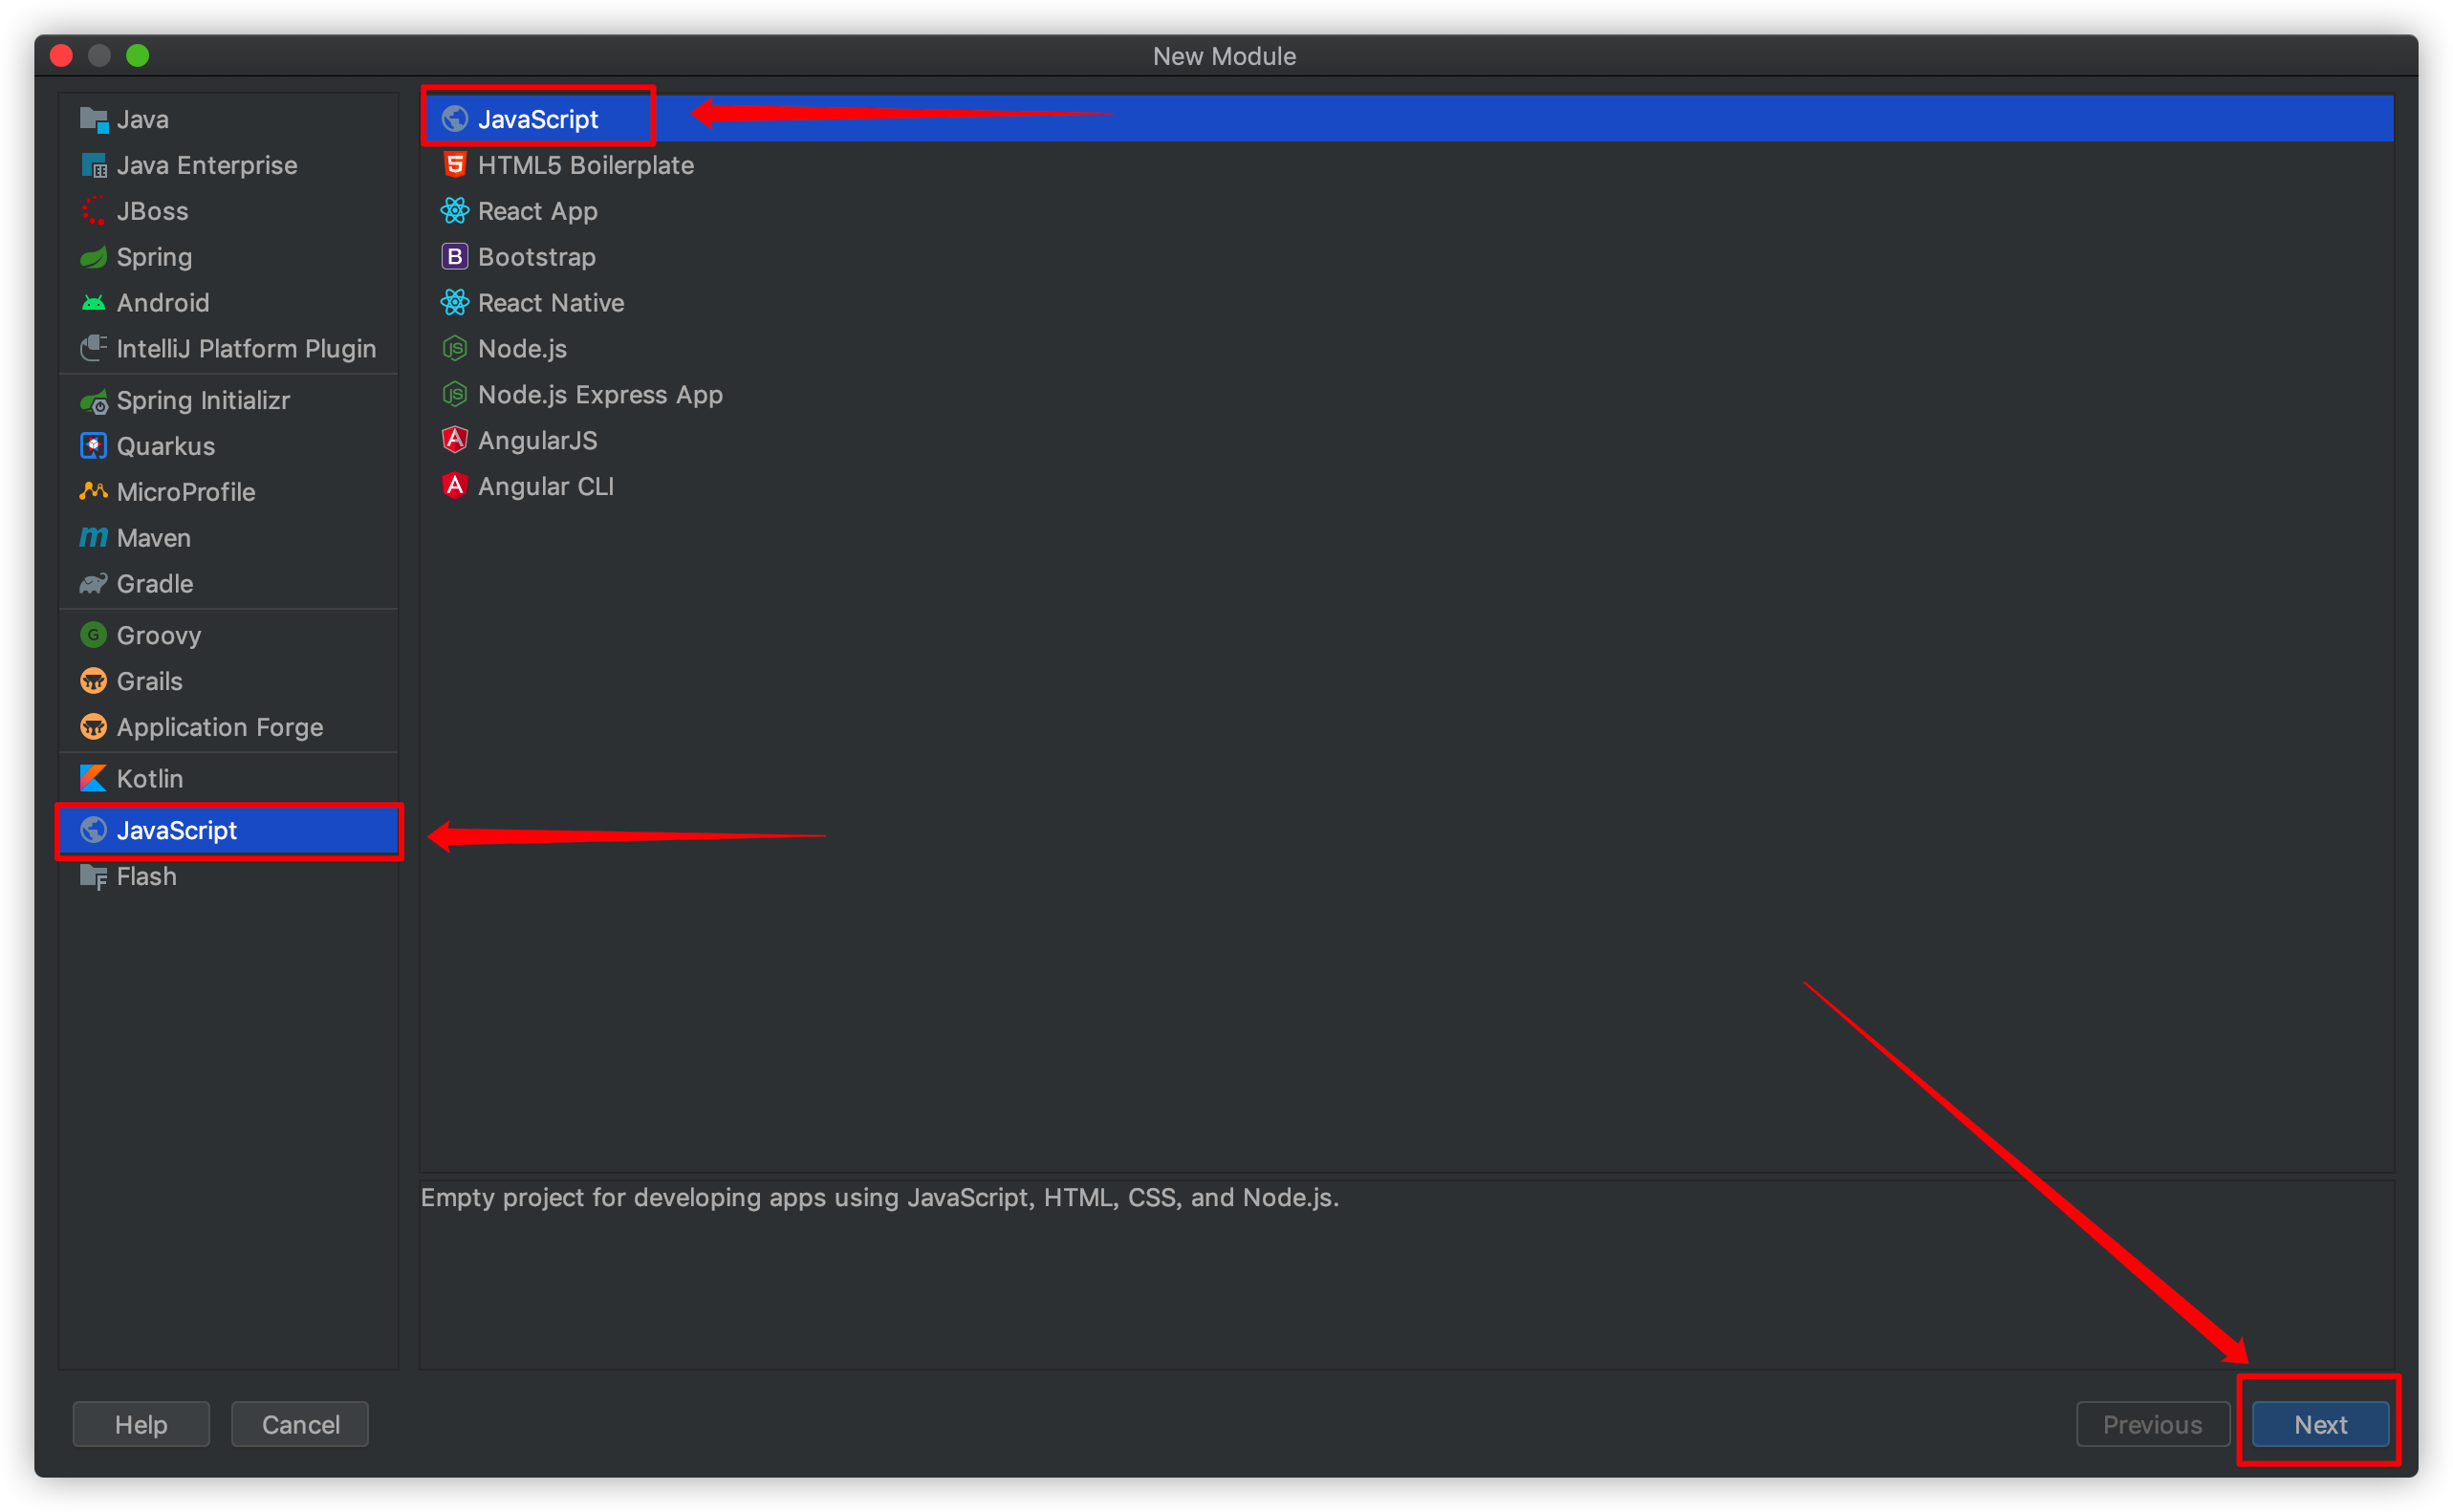 New Module
Java
Java Enterprise
JBoss
Spring
Android
IntelliJ Platform Plugin
Spring Initializr
Quarkus
MicroProfile
Maven
Gradle
Groovy
Grails
Application Forge
Kotlin
JavaScript
Flash
JavaScript
HTML5 Boilerplate
React App
Bootstrap
React Native
Node.js
Node.js Express App
AngularJS
Angular CLI
Empty project for developing apps using JavaScript, HTML, CSS, and Node.js.
Help
Cancel
Previous
Next